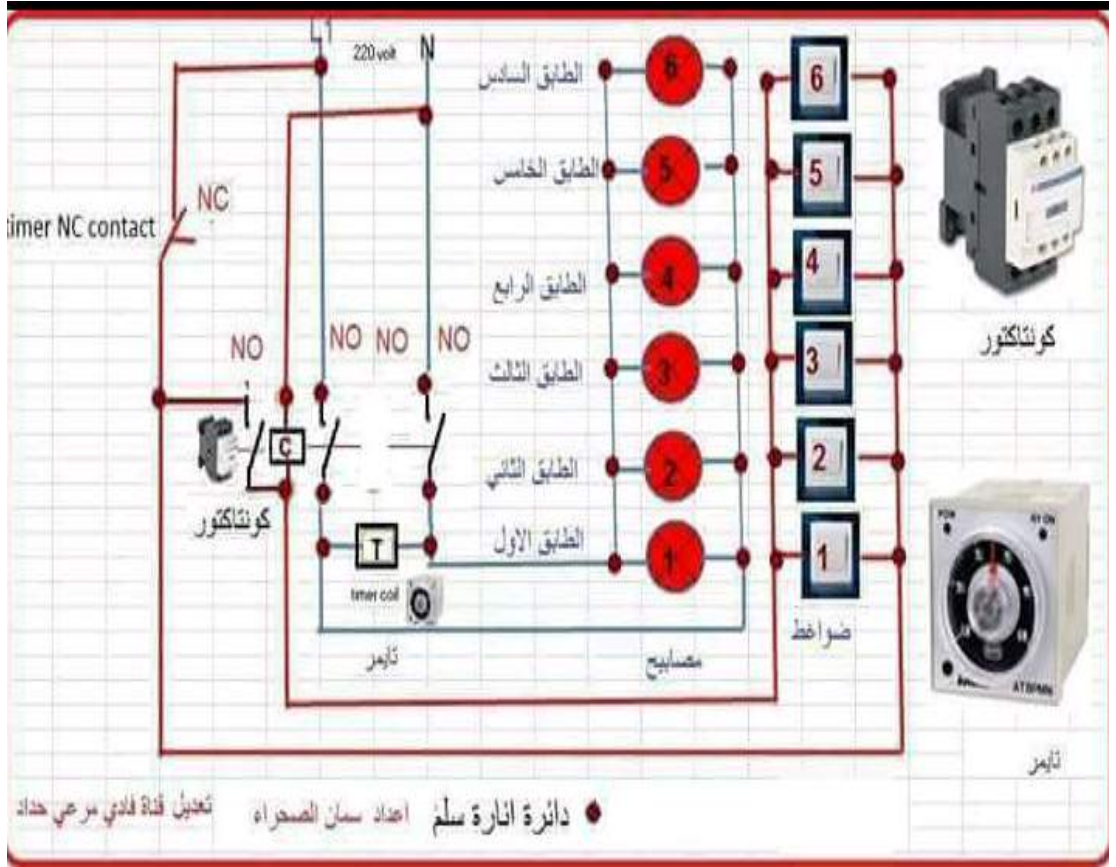 L1
220 volt
N
الطابق السادس
6
6
NC
timer NC contact
الطابق الخامس
5
5
الطابق الرابع
4
4
كونتاكتور
NO
NO
NO
NO
الطابق الثالث
3
3
C
الطابق الثاني
2
2
كونتاكتور
الطابق الاول
1
1
T
timer coil
تايمر
مصابيح
ضواغط
POW
AT8PMN
تايمر
دائرة انارة سلم
اعداد سمان الصحراء
تعديل قناة فادي مرعي حداد